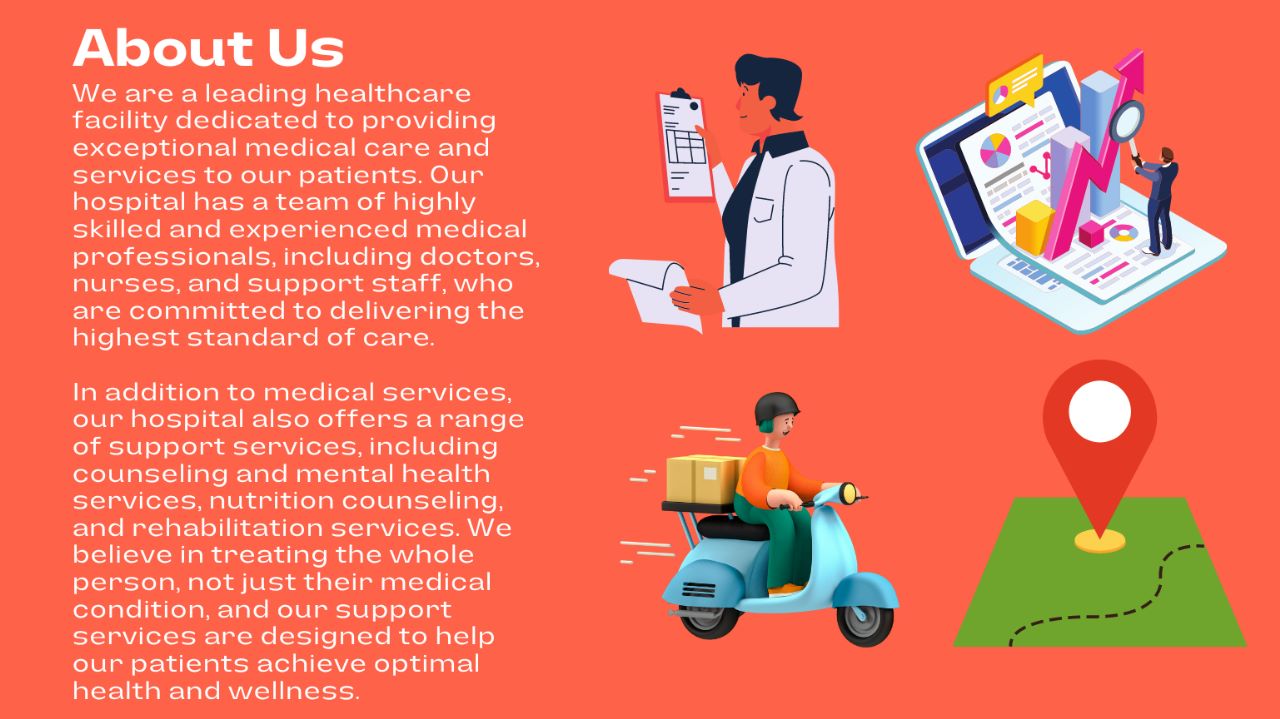 About Us
We are a leading healthcare
facility dedicated to providing
exceptional medical care and
services to our patients. Our
hospital has a team of highly
skilled and experienced medical
professionals, including doctors,
nurses, and support staff, who
are committed to delivering the
highest standard of care.
In addition to medical services,
our hospital also offers a range
of support services, including
counseling and mental health
services, nutrition counseling,
and rehabilitation services. We
believe in treating the whole
person, not just their medical
condition, and our support
services are designed to help
our patients achieve optimal
health and wellness.